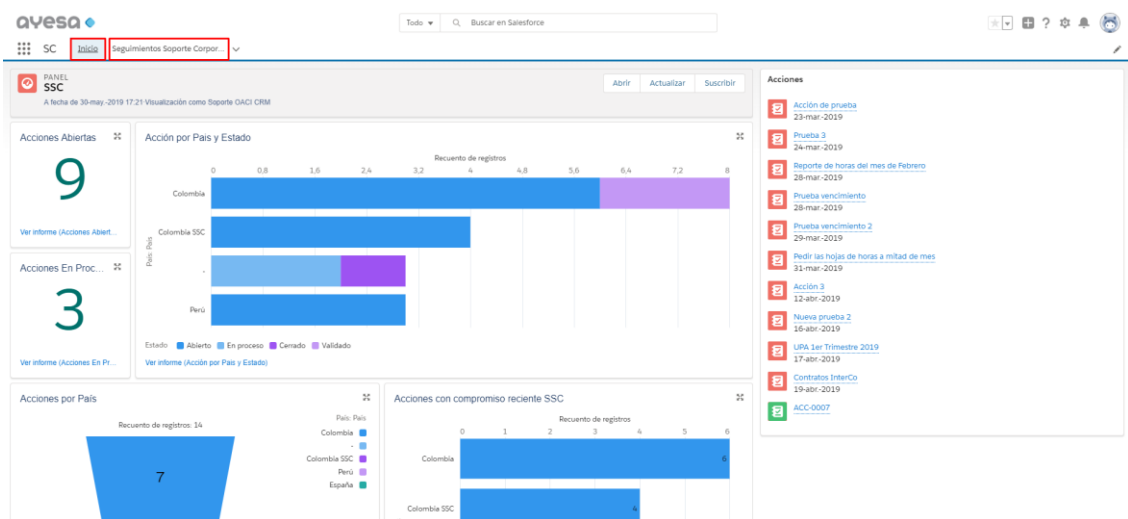 ayesa
Todo
Buscar en Salesforce
SC
Inicio
Seguimientos Soporte Corpor...
PANEL
SSC
A fecha de 30-may.-2019 17:21 Visualización como Soporte OACI CRM
Abrir
Actualizar
Suscribir
Acciones Abiertas
9
Ver informe (Acciones Abiert...
Acciones En Proc...
3
Ver informe (Acciones En Pr...
Acción por Pais y Estado
Recuento de registros
0 0,8 1,6 2,4 3,2 4 4,8 5,6 6,4 7,2 8
País: País
Colombia
Colombia SSC
-
Perú
Estado Abierto En proceso Cerrado Validado
Ver informe (Acción por Pais y Estado)
Acciones por País
Recuento de registros: 14
7
País: País
Colombia
-
Colombia SSC
Perú
España
Acciones con compromiso reciente SSC
Recuento de registros
0 1 2 3 4 5 6
Colombia
6
Colombia SSC
4
Acciones
Acción de prueba
23-mar.-2019
Prueba 3
24-mar.-2019
Reporte de horas del mes de Febrero
28-mar.-2019
Prueba vencimiento
28-mar.-2019
Prueba vencimiento 2
29-mar.-2019
Pedir las hojas de horas a mitad de mes
31-mar.-2019
Acción 3
12-abr.-2019
Nueva prueba 2
16-abr.-2019
UPA 1er Trimestre 2019
17-abr.-2019
Contratos InterCo
19-abr.-2019
ACC-0007